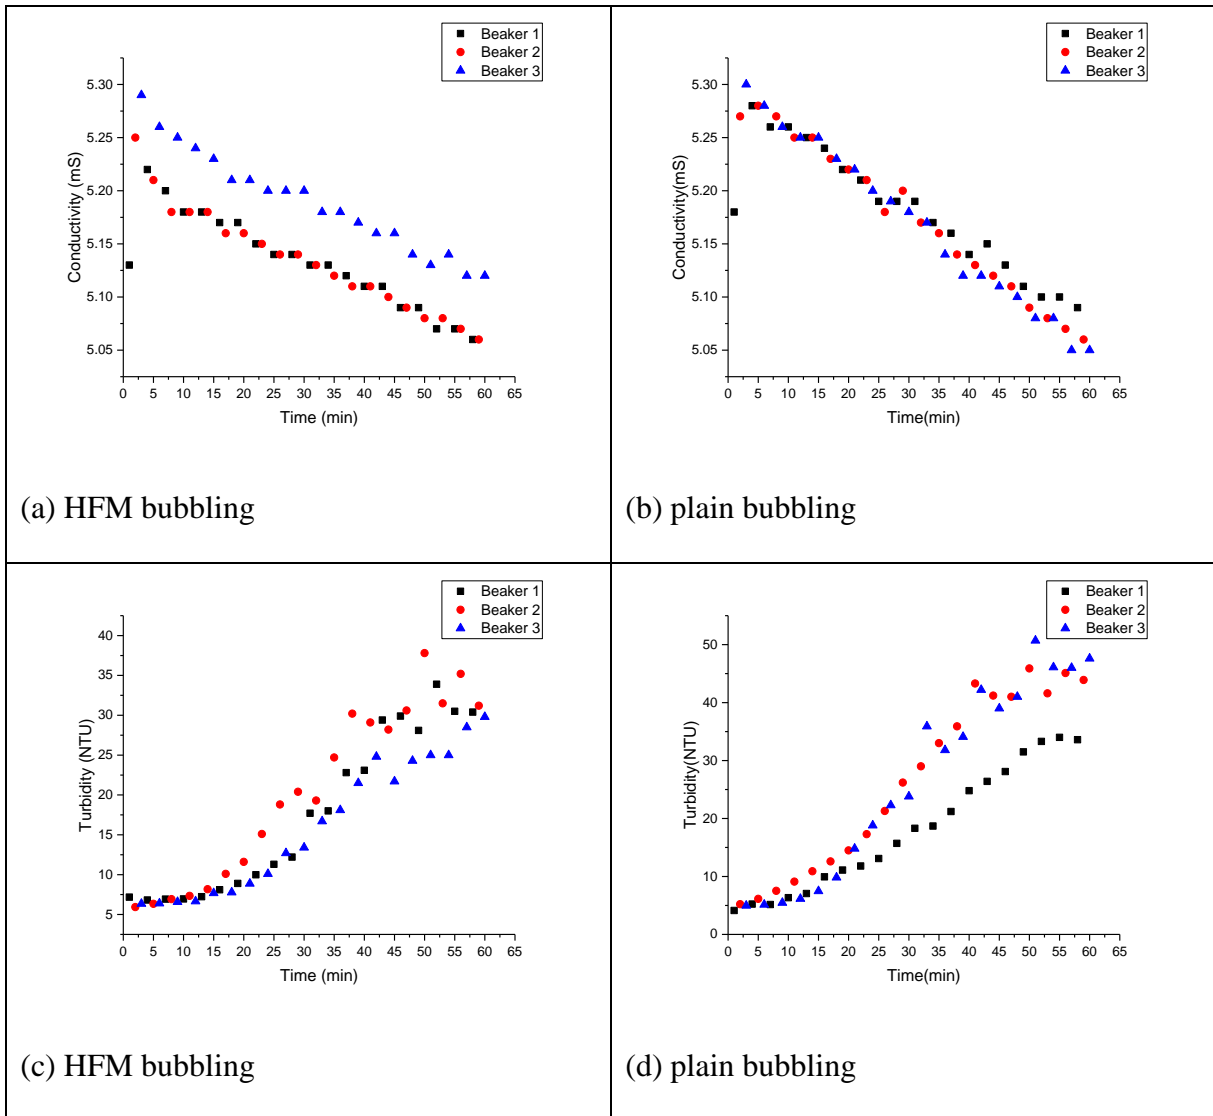 Beaker 1
Beaker 2
Beaker 3
5.30
5.25
5.20
5.15
5.10
5.05
Conductivity (mS)
0 5 10 15 20 25 30 35 40 45 50 55 60 65
Time (min)
(a) HFM bubbling
Beaker 1
Beaker 2
Beaker 3
5.30
5.25
5.20
5.15
5.10
5.05
Conductivity(mS)
0 5 10 15 20 25 30 35 40 45 50 55 60 65
Time(min)
(b) plain bubbling
Beaker 1
Beaker 2
Beaker 3
40
35
30
25
20
15
10
5
Turbidity (NTU)
0 5 10 15 20 25 30 35 40 45 50 55 60 65
Time (min)
(c) HFM bubbling
Beaker 1
Beaker 2
Beaker 3
50
40
30
20
10
0
Turbidity(NTU)
0 5 10 15 20 25 30 35 40 45 50 55 60 65
Time(min)
(d) plain bubbling